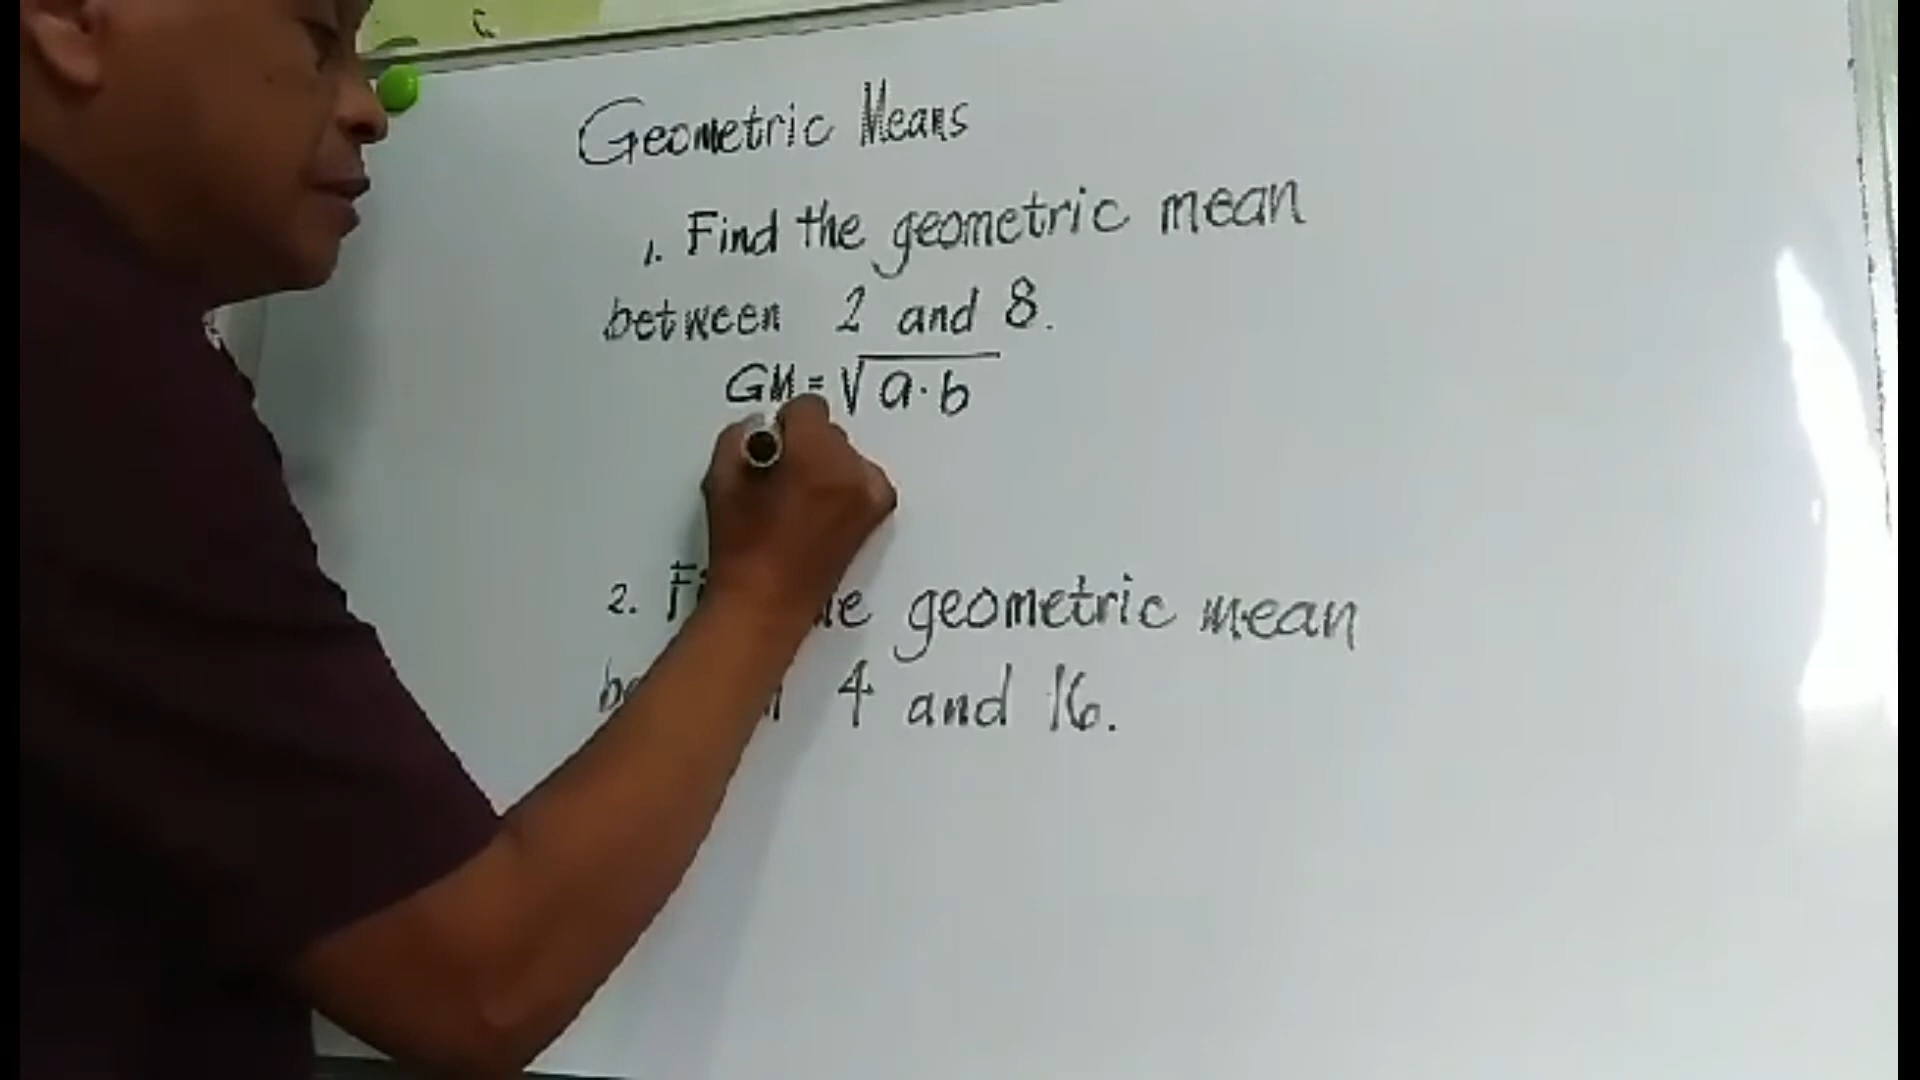 Geometric Means
1. Find the geometric mean
between 2 and 8.
GM = √a·b
2. geometric mean
4 and 16.